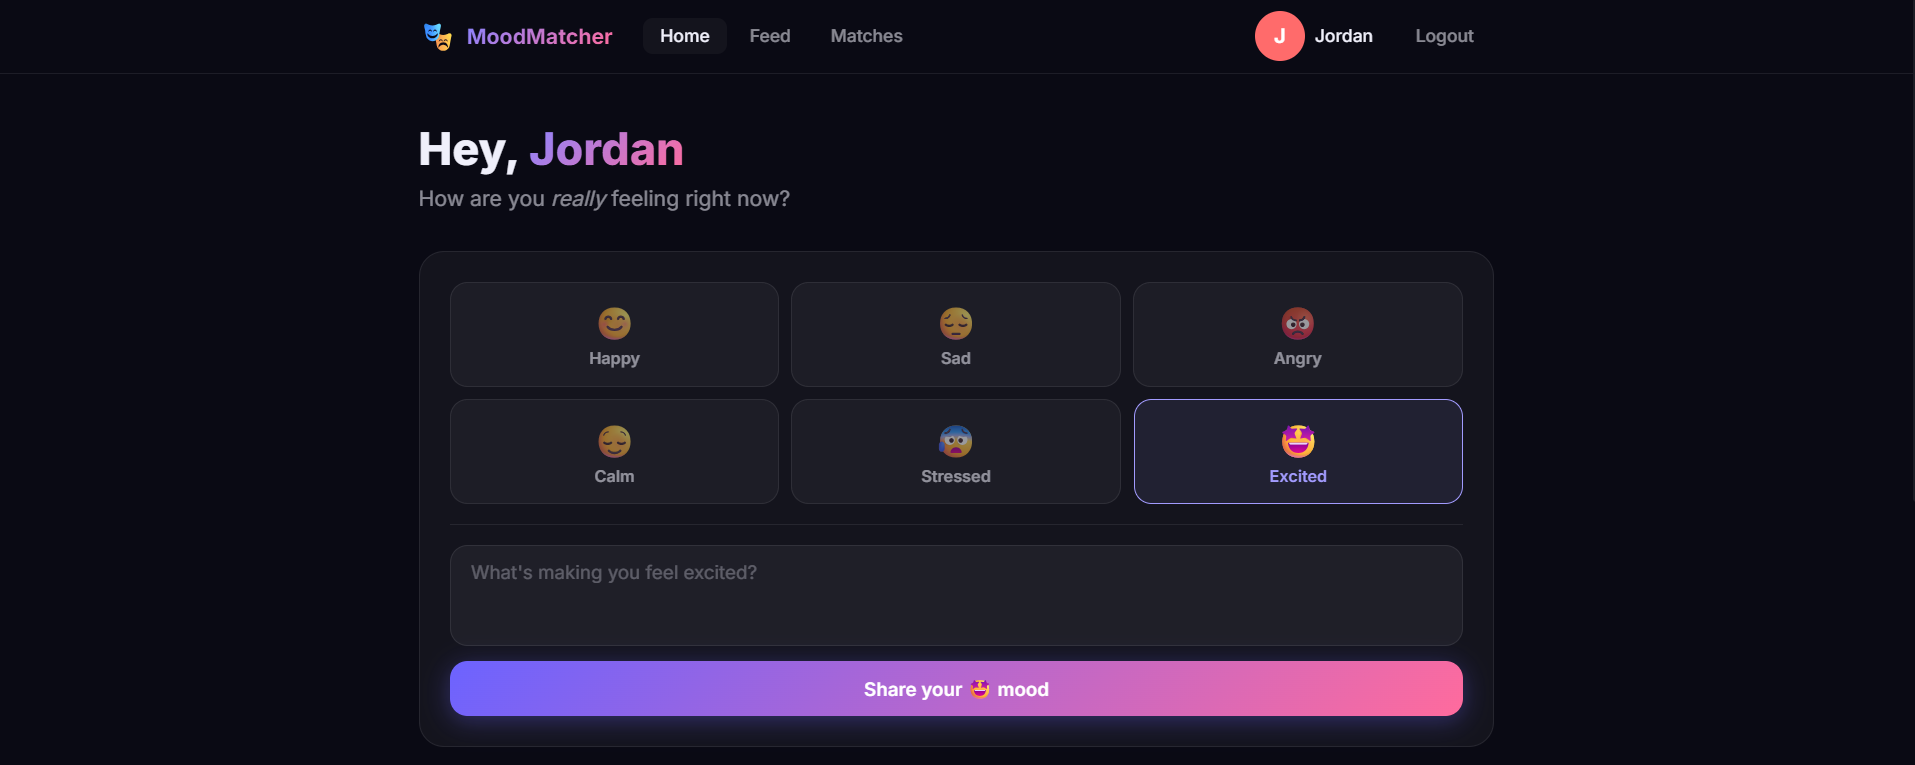 MoodMatcher Home Feed Matches J Jordan Logout
Hey, Jordan
How are you really feeling right now?
Happy Sad Angry
Calm Stressed Excited
What's making you feel excited?
Share your 🤩 mood